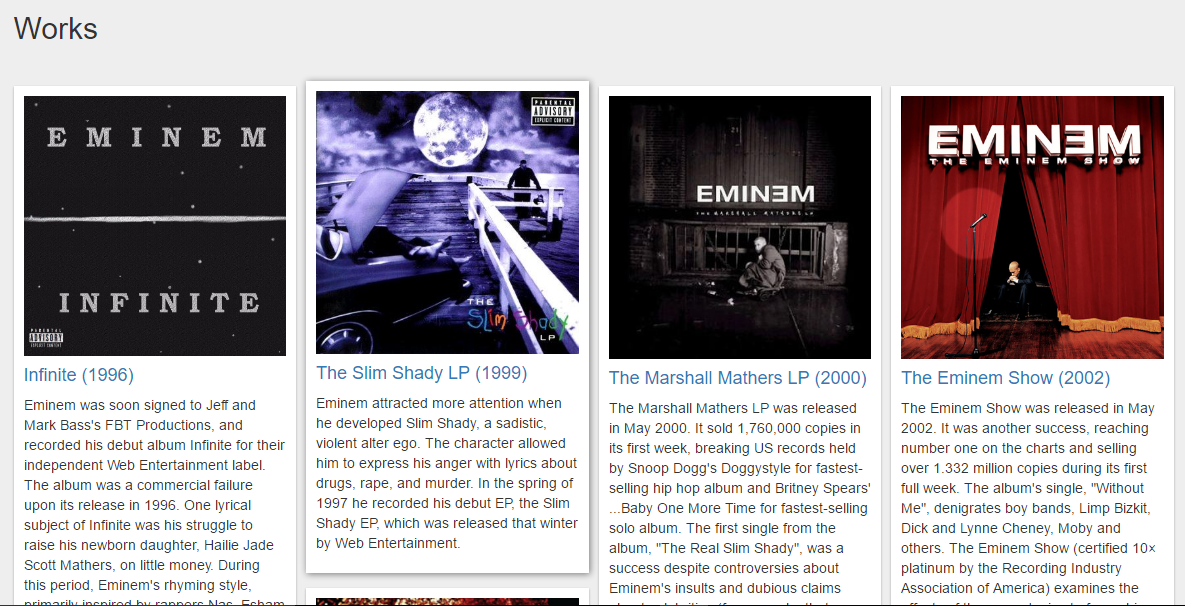 Works
EMINEM
INFINITE
PARENTAL
ADVISORY
EXPLICIT CONTENT
Infinite (1996)
Eminem was soon signed to Jeff and
Mark Bass's FBT Productions, and
recorded his debut album Infinite for their
independent Web Entertainment label.
The album was a commercial failure
upon its release in 1996. One lyrical
subject of Infinite was his struggle to
raise his newborn daughter, Hailie Jade
Scott Mathers, on little money. During
this period, Eminem's rhyming style,
primarily inspired by rappers Nas, Esham
PARENTAL
ADVISORY
EXPLICIT CONTENT
THE
SLim Shady
LP
The Slim Shady LP (1999)
Eminem attracted more attention when
he developed Slim Shady, a sadistic,
violent alter ego. The character allowed
him to express his anger with lyrics about
drugs, rape, and murder. In the spring of
1997 he recorded his debut EP, the Slim
Shady EP, which was released that winter
by Web Entertainment.
21
EMINƎM
THE MARSHALL MATHERS LP
The Marshall Mathers LP (2000)
The Marshall Mathers LP was released
in May 2000. It sold 1,760,000 copies in
its first week, breaking US records held
by Snoop Dogg's Doggystyle for fastest-
selling hip hop album and Britney Spears'
...Baby One More Time for fastest-selling
solo album. The first single from the
album, "The Real Slim Shady", was a
success despite controversies about
Eminem's insults and dubious claims
EMINƎM
THE EMINEM SHOW
The Eminem Show (2002)
The Eminem Show was released in May
2002. It was another success, reaching
number one on the charts and selling
over 1.332 million copies during its first
full week. The album's single, "Without
Me", denigrates boy bands, Limp Bizkit,
Dick and Lynne Cheney, Moby and
others. The Eminem Show (certified 10×
platinum by the Recording Industry
Association of America) examines the